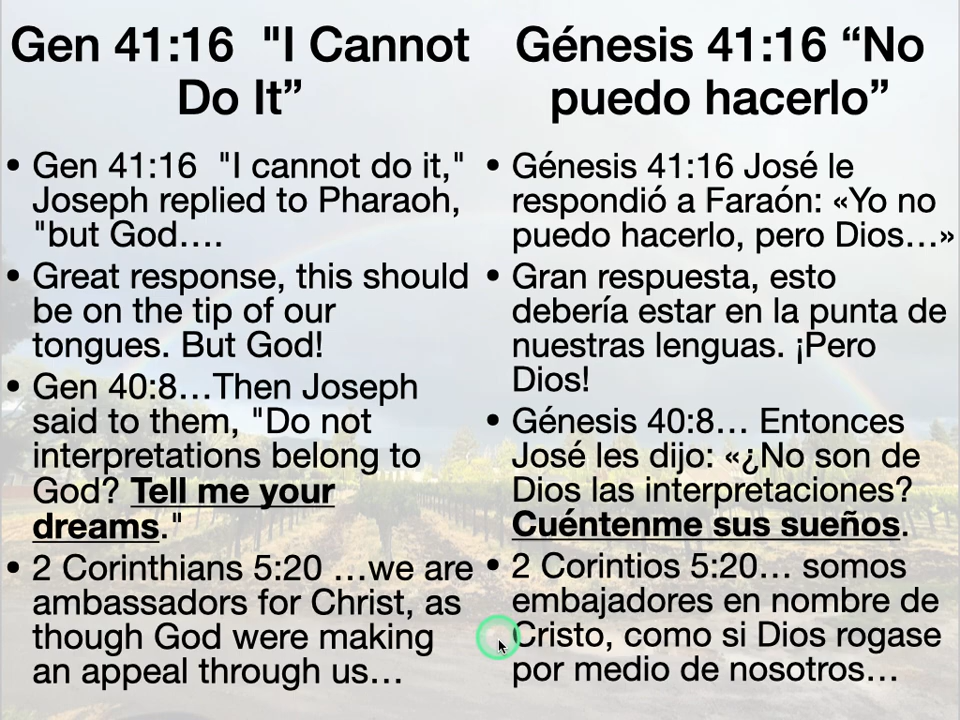 Gen 41:16  "I Cannot
Do It”
• Gen 41:16  "I cannot do it,"
Joseph replied to Pharaoh,
"but God….
• Great response, this should
be on the tip of our
tongues. But God!
• Gen 40:8…Then Joseph
said to them, "Do not
interpretations belong to
God? Tell me your
dreams."
• 2 Corinthians 5:20 …we are
ambassadors for Christ, as
though God were making
an appeal through us…
Génesis 41:16 “No
puedo hacerlo”
• Génesis 41:16 José le
respondió a Faraón: «Yo no
puedo hacerlo, pero Dios…»
• Gran respuesta, esto
debería estar en la punta de
nuestras lenguas. ¡Pero
Dios!
• Génesis 40:8… Entonces
José les dijo: «¿No son de
Dios las interpretaciones?
Cuéntenme sus sueños.
• 2 Corintios 5:20… somos
embajadores en nombre de
Cristo, como si Dios rogase
por medio de nosotros…